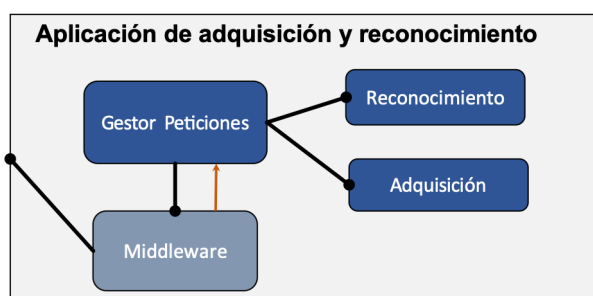 Aplicación de adquisición y reconocimiento
Reconocimiento
Gestor Peticiones
Adquisición
Middleware